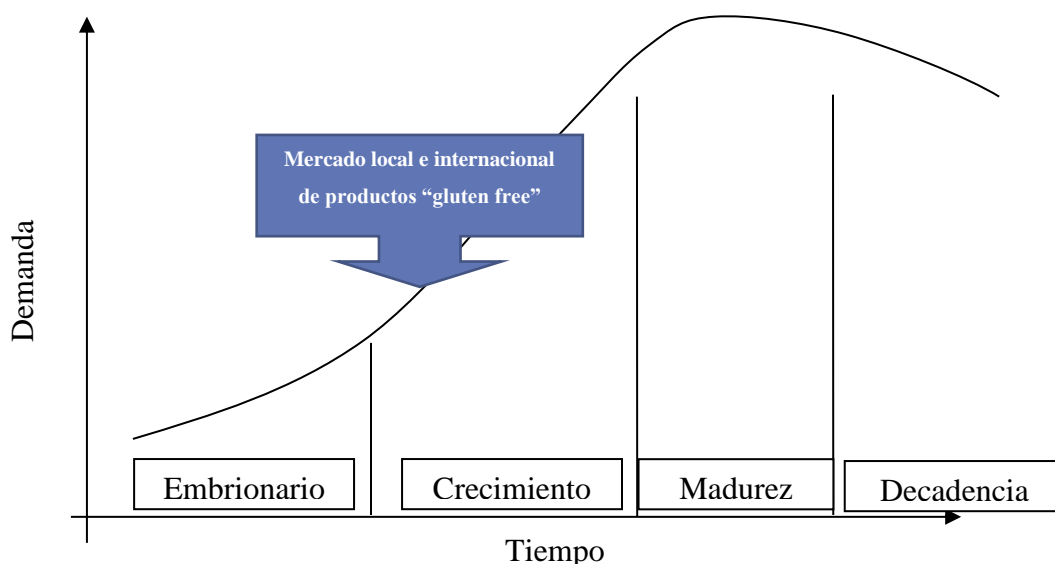 Mercado local e internacional
de productos “gluten free”
Demanda
Embrionario
Crecimiento
Madurez
Decadencia
Tiempo